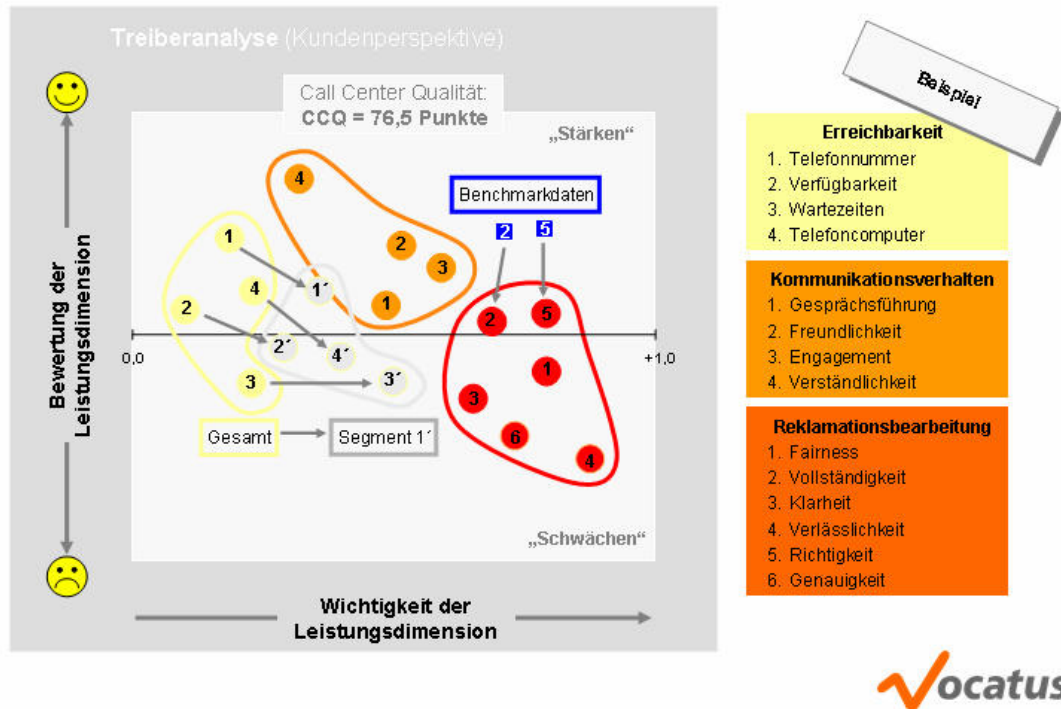 Treiberanalyse (Kundenperspektive)
Call Center Qualität:
CCQ = 76,5 Punkte
„Stärken“
Benchmarkdaten
2
5
4
2
3
1
1
4
2
3
1´
2´
4´
3´
2
5
1
3
6
4
0,0
+1,0
Gesamt
Segment 1´
„Schwächen“
Bewertung der
Leistungsdimension
Wichtigkeit der
Leistungsdimension
Beispiel
Erreichbarkeit
1. Telefonnummer
2. Verfügbarkeit
3. Wartezeiten
4. Telefoncomputer
Kommunikationsverhalten
1. Gesprächsführung
2. Freundlichkeit
3. Engagement
4. Verständlichkeit
Reklamationsbearbeitung
1. Fairness
2. Vollständigkeit
3. Klarheit
4. Verlässlichkeit
5. Richtigkeit
6. Genauigkeit
Vocatus